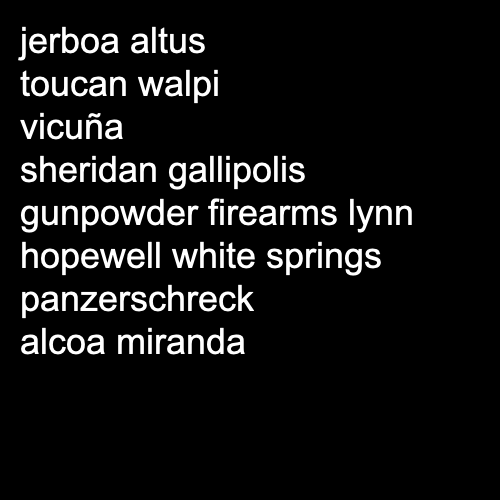 jerboa altus
toucan walpi
vicuña
sheridan gallipolis
gunpowder firearms lynn
hopewell white springs
panzerschreck
alcoa miranda